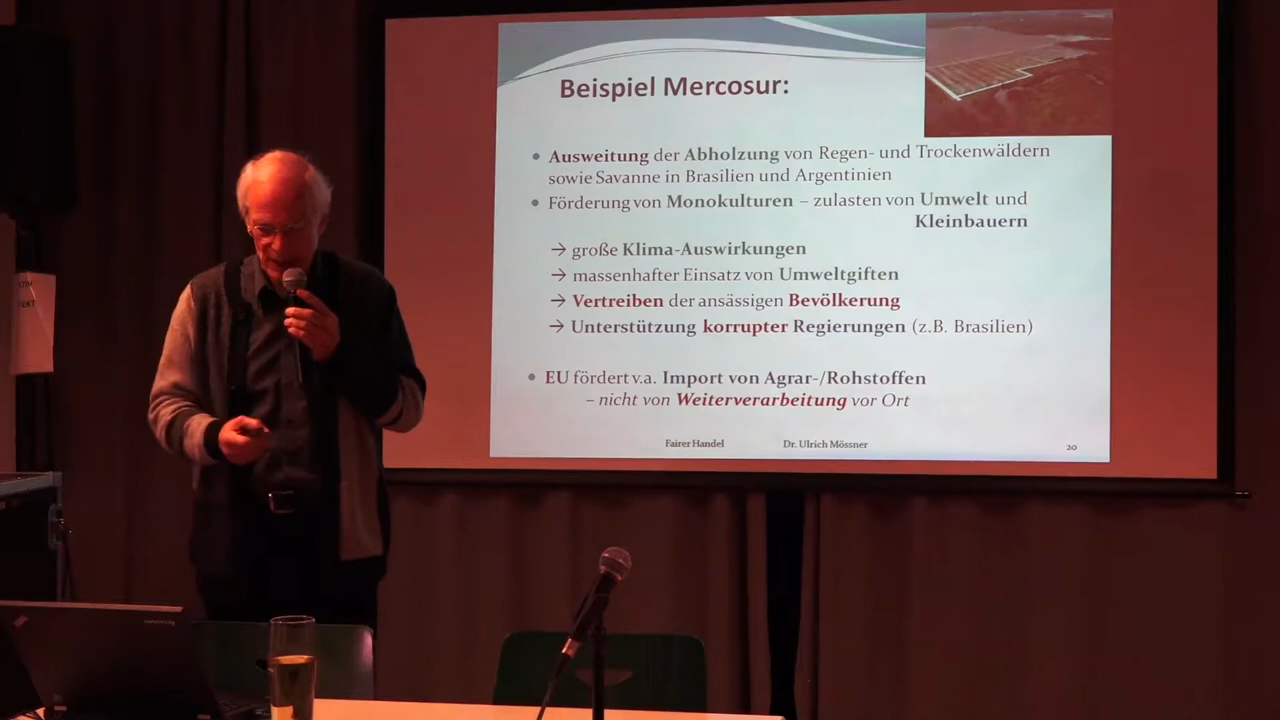 Beispiel Mercosur:
• Ausweitung der Abholzung von Regen- und Trockenwäldern
sowie Savanne in Brasilien und Argentinien
• Förderung von Monokulturen – zulasten von Umwelt und
Kleinbauern
→ große Klima-Auswirkungen
→ massenhafter Einsatz von Umweltgiften
→ Vertreiben der ansässigen Bevölkerung
→ Unterstützung korrupter Regierungen (z.B. Brasilien)
• EU fördert v.a. Import von Agrar-/Rohstoffen
– nicht von Weiterverarbeitung vor Ort
Fairer Handel Dr. Ulrich Mössner 20